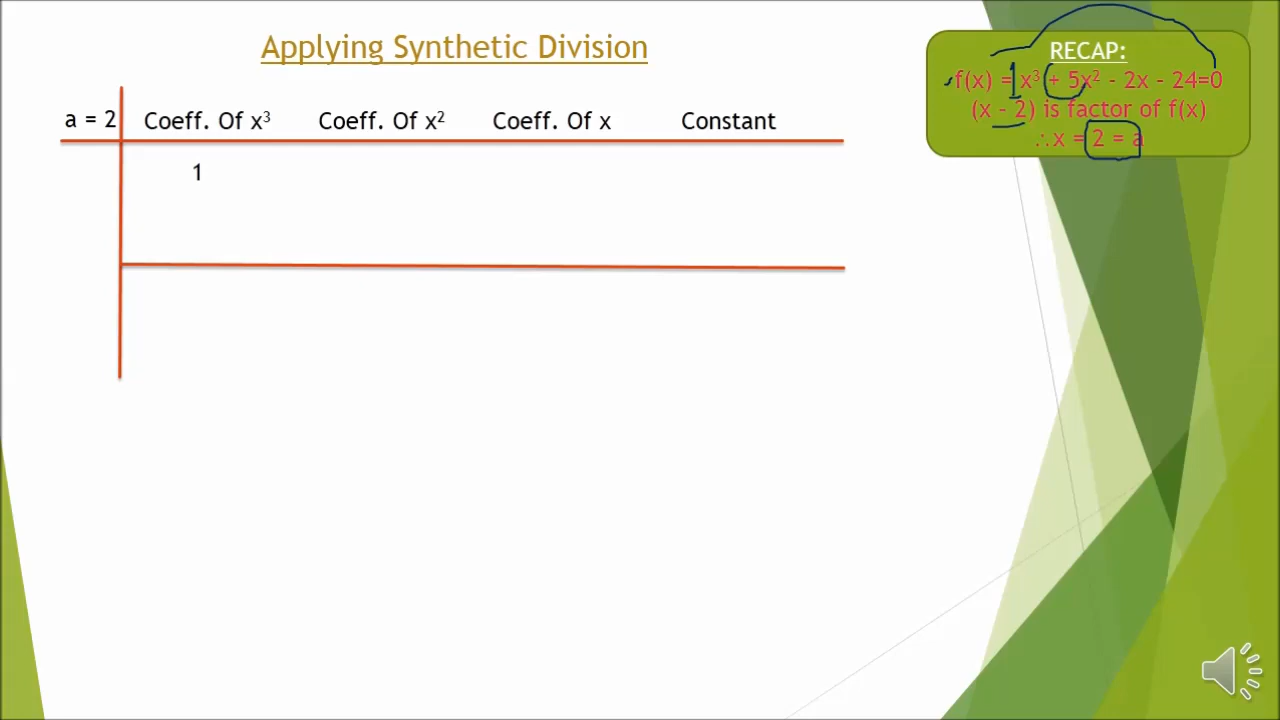 Applying Synthetic Division
RECAP:
f(x) = 1x³ + 5x² - 2x - 24=0
(x - 2) is factor of f(x)
∴x = 2 = a
a = 2 Coeff. Of x³ Coeff. Of x² Coeff. Of x Constant
1